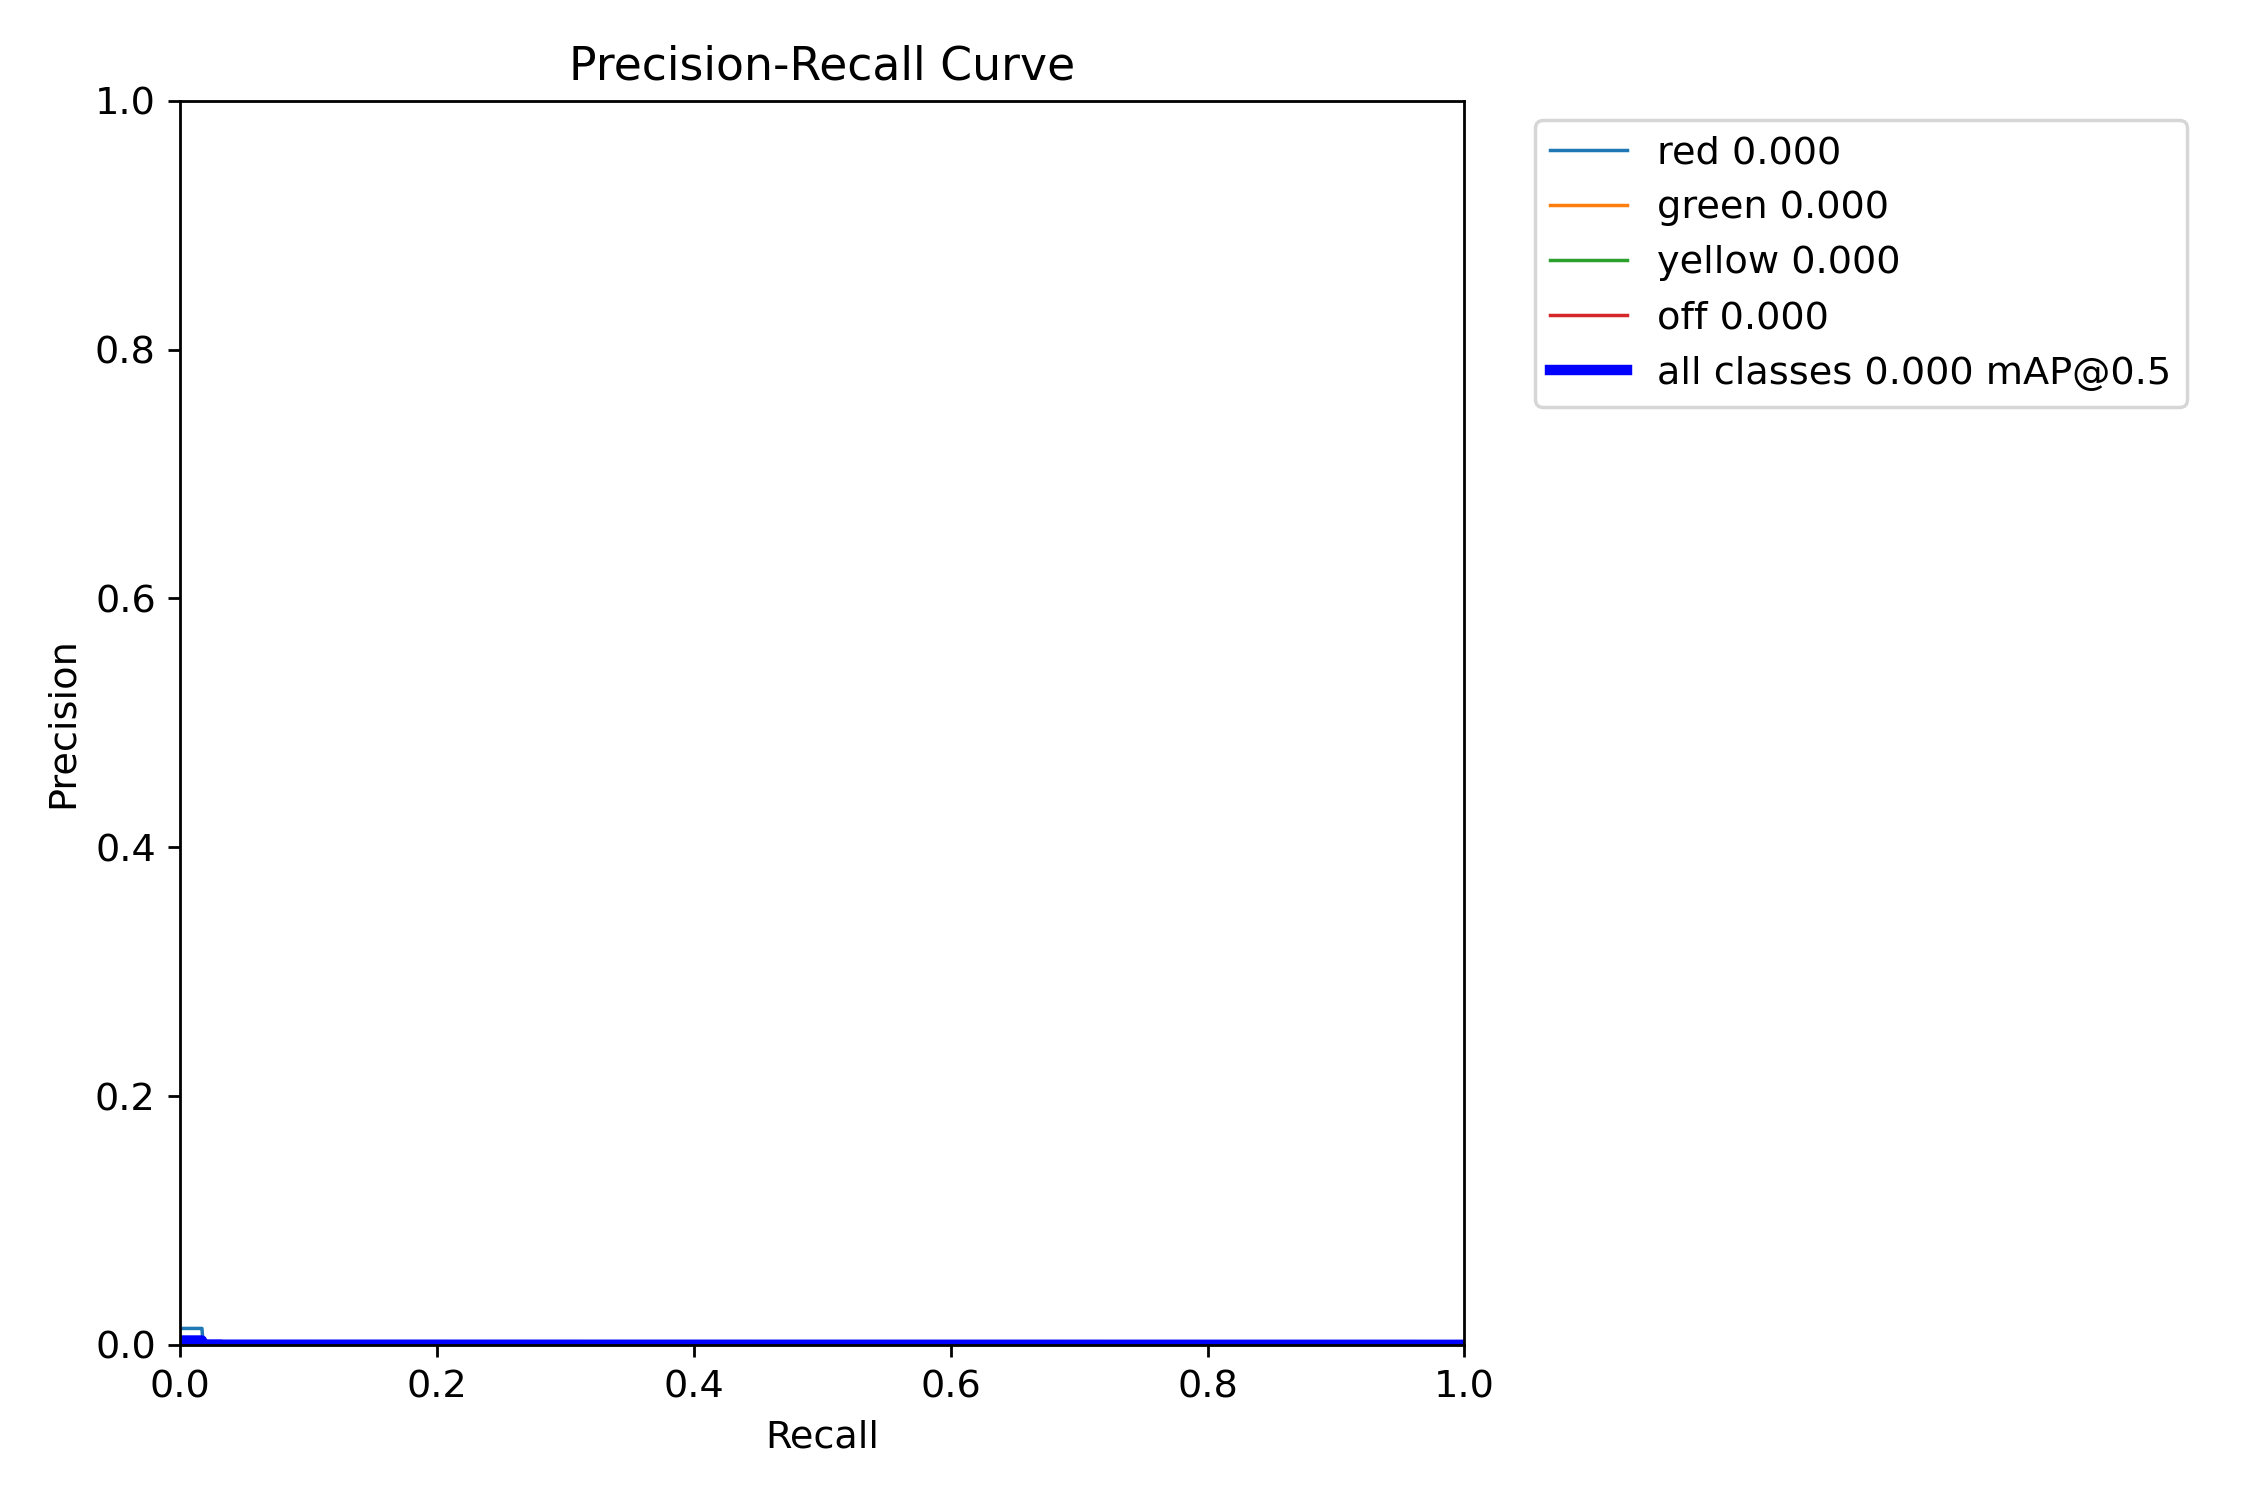 Precision-Recall Curve
1.0
0.8
0.6
0.4
0.2
0.0
Precision
0.0 0.2 0.4 0.6 0.8 1.0
Recall
red 0.000
green 0.000
yellow 0.000
off 0.000
all classes 0.000 mAP@0.5